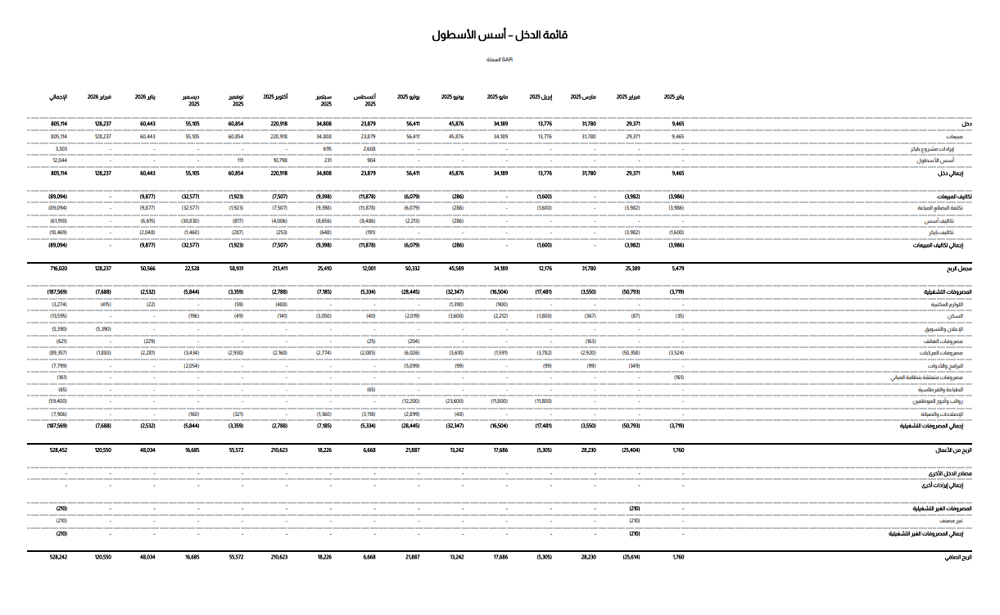 قائمة الدخل – أسس الأسطول
العملة SAR
يناير 2025 فبراير 2025 مارس 2025 إبريل 2025 مايو 2025 يونيو 2025 يوليو 2025 أغسطس 2025 سبتمبر 2025 أكتوبر 2025 نوفمبر 2025 ديسمبر 2025 يناير 2026 فبراير 2026 الإجمالي
دخل 9,465 29,371 31,780 13,776 34,189 45,876 56,411 23,879 34,808 220,918 60,854 55,105 60,443 128,237 805,114
مبيعات 9,465 29,371 31,780 13,776 34,189 45,876 56,411 23,879 34,808 220,918 60,854 55,105 60,443 128,237 805,114
إيرادات مشروع بايكر - - - - - - - 2,608 695 - - - - - 3,303
أسس الأسطول - - - - - - - 904 231 10,798 111 - - - 12,044
إجمالي دخل 9,465 29,371 31,780 13,776 34,189 45,876 56,411 23,879 34,808 220,918 60,854 55,105 60,443 128,237 805,114
تكاليف المبيعات (3,986) (3,982) - (1,600) - (286) (6,079) (11,878) (9,398) (7,507) (1,923) (32,577) (9,877) - (89,094)
تكلفة البضائع المباعة (3,986) (3,982) - (1,600) - (286) (6,079) (11,878) (9,398) (7,507) (1,923) (32,577) (9,877) - (89,094)
تكاليف أسس - - - - - (286) (2,213) (8,486) (8,656) (4,006) (817) (30,830) (6,615) - (61,910)
تكاليف بايكر (1,600) (3,982) - - - - - (191) (648) (253) (287) (1,460) (2,048) - (10,469)
إجمالي تكاليف المبيعات (3,986) (3,982) - (1,600) - (286) (6,079) (11,878) (9,398) (7,507) (1,923) (32,577) (9,877) - (89,094)
مجمل الربح 5,479 25,389 31,780 12,176 34,189 45,589 50,332 12,001 25,410 213,411 58,931 22,528 50,566 128,237 716,020
المصروفات التشغيلية (3,719) (50,793) (3,550) (17,481) (16,504) (32,347) (28,445) (5,334) (7,185) (2,788) (3,359) (5,844) (2,532) (7,688) (187,569)
اللوازم المكتبية - - - - (900) (1,390) - - - (488) (59) - (22) (415) (3,274)
السكن (35) (87) (367) (1,800) (2,212) (3,600) (2,019) (40) (3,050) (141) (49) (196) - - (13,595)
الإعلان والتسويق - - - - - - - - - - - - - (5,390) (5,390)
مصروفات الهاتف - - (163) - - - (204) (25) - - - - (229) - (621)
مصروفات المركبات (3,524) (50,358) (2,920) (3,782) (1,591) (3,610) (6,026) (2,085) (2,774) (2,160) (2,930) (3,434) (2,281) (1,883) (89,357)
البرامج والأدوات - (349) (99) (99) - (99) (5,099) - - - - (2,054) - - (7,799)
مصروفات متعلقة بنظافة المباني (161) - - - - - - - - - - - - - (161)
الطباعة والقرطاسية - - - - - - - (65) - - - - - - (65)
رواتب وأجور الموظفين - - - (11,800) (11,800) (23,600) (12,200) - - - - - - - (59,400)
الإصلاحات والصيانة - - - - - (48) (2,899) (3,118) (1,360) - (321) (160) - - (7,906)
إجمالي المصروفات التشغيلية (3,719) (50,793) (3,550) (17,481) (16,504) (32,347) (28,445) (5,334) (7,185) (2,788) (3,359) (5,844) (2,532) (7,688) (187,569)
الربح من الأعمال 1,760 (25,404) 28,230 (5,305) 17,686 13,242 21,887 6,668 18,226 210,623 55,572 16,685 48,034 120,550 528,452
مصادر الدخل الأخرى - - - - - - - - - - - - - - -
إجمالي إيرادات أخرى - - - - - - - - - - - - - - -
المصروفات الغير التشغيلية - (210) - - - - - - - - - - - - (210)
غير مصنف - (210) - - - - - - - - - - - - (210)
إجمالي المصروفات الغير التشغيلية - (210) - - - - - - - - - - - - (210)
الربح الصافي 1,760 (25,614) 28,230 (5,305) 17,686 13,242 21,887 6,668 18,226 210,623 55,572 16,685 48,034 120,550 528,242